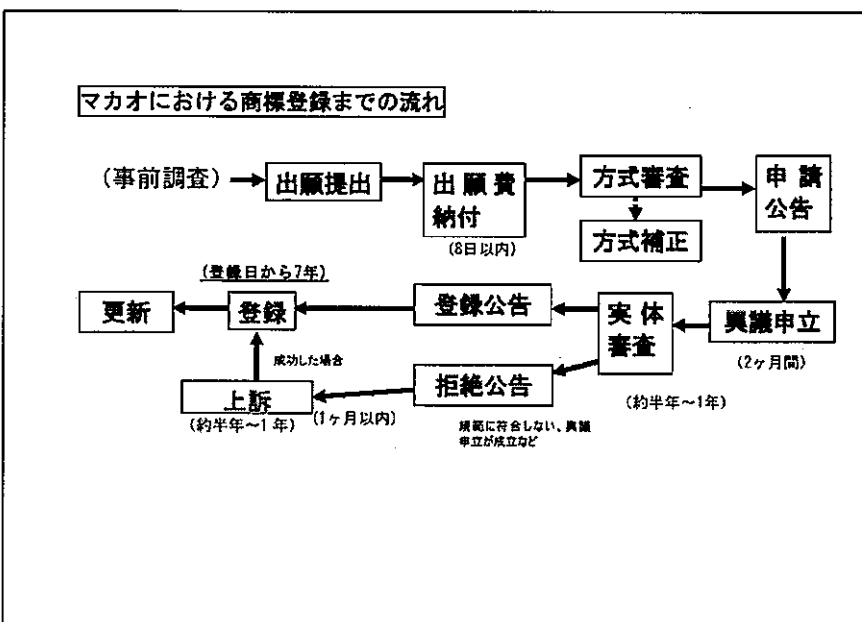 マカオにおける商標登録までの流れ
(事前調査)
出願提出
出願費
納付
(8日以内)
方式審査
方式補正
申請
公告
異議申立
(2ヶ月間)
実体
審査
(約半年～1年)
登録公告
拒絶公告
規範に符合しない、異議
申立が成立など
(登録日から7年)
登録
更新
成功した場合
上訴
(約半年～1年)
(1ヶ月以内)